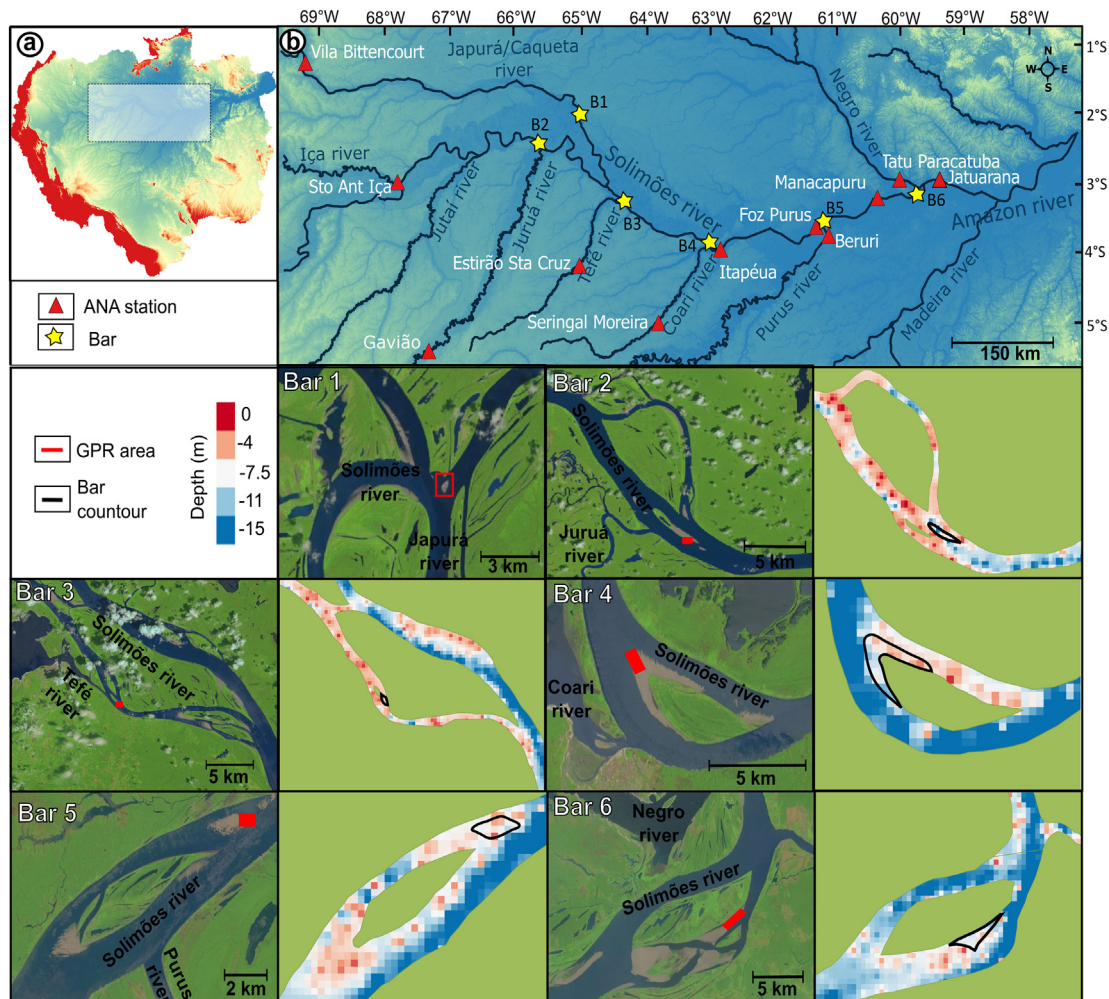 69°W 68°W 67°W 66°W 65°W 64°W 63°W 62°W 61°W 60°W 59°W 58°W
a
b
Vila Bittencourt
Japurá/Caqueta
river
N
W E
S
1°S
2°S
3°S
4°S
5°S
B1
B2
Iça river
Sto Ant Iça
Jutaí river
Juruá river
Solimões river
Negro river
Tatu Paracatuba
Jatuarana
Manacapuru
B6
Foz Purus
B5
Amazon river
B3
Tefé river
B4
Beruri
Estirão Sta Cruz
Itapéua
Coari river
Purus river
Madeira river
Seringal Moreira
Gavião
150 km
ANA station
Bar
GPR area
Bar
countour
Depth (m)
0
-4
-7.5
-11
-15
Bar 1
Solimões
river
Japurá
river
3 km
Bar 2
Solimões river
Juruá
river
5 km
Bar 3
Solimões river
Tefé
river
5 km
Bar 4
Solimões river
Coari
river
5 km
Bar 5
Solimões river
Purus
river
2 km
Bar 6
Negro
river
Solimões river
5 km